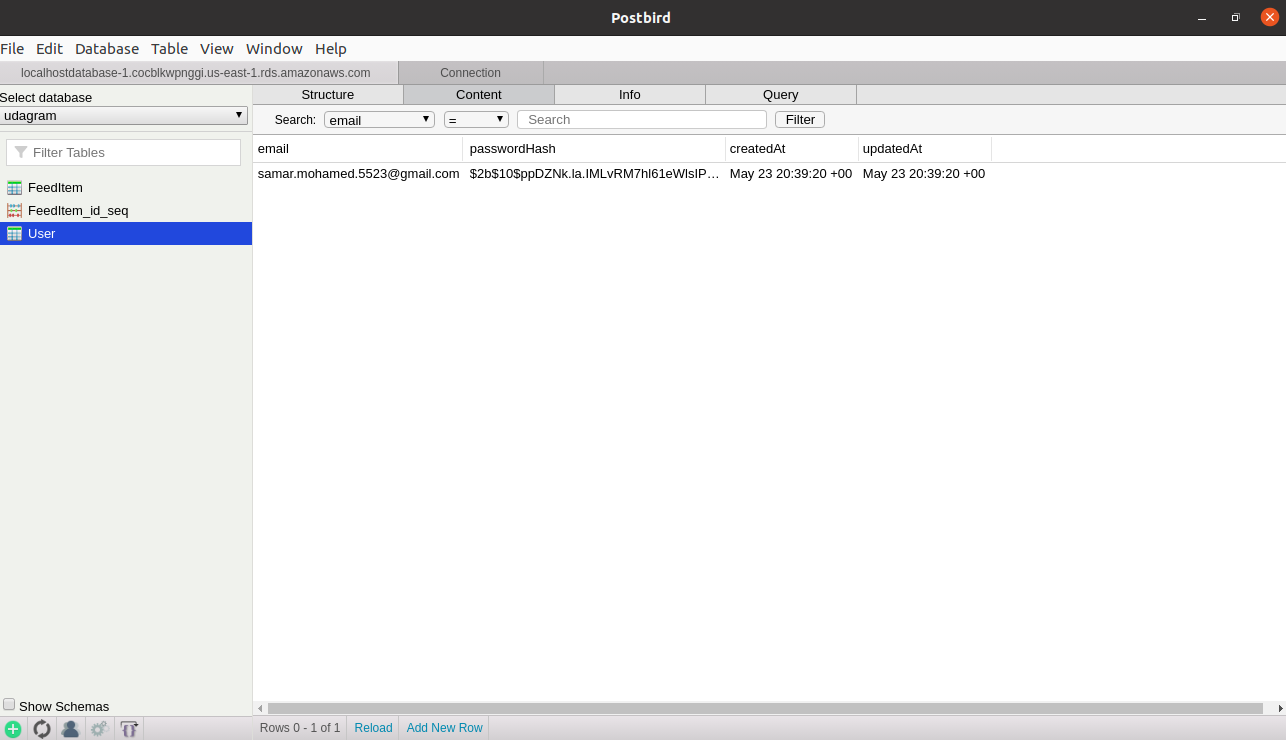 Postbird
File Edit Database Table View Window Help
localhostdatabase-1.cocblkwpnggi.us-east-1.rds.amazonaws.com Connection
Select database
udagram
Filter Tables
FeedItem
FeedItem_id_seq
User
Show Schemas
Structure Content Info Query
Search: email = Search Filter
email passwordHash createdAt updatedAt
samar.mohamed.5523@gmail.com $2b$10$ppDZNk.la.IMLvRM7hl61eWlsIP… May 23 20:39:20 +00 May 23 20:39:20 +00
Rows 0 - 1 of 1 Reload Add New Row